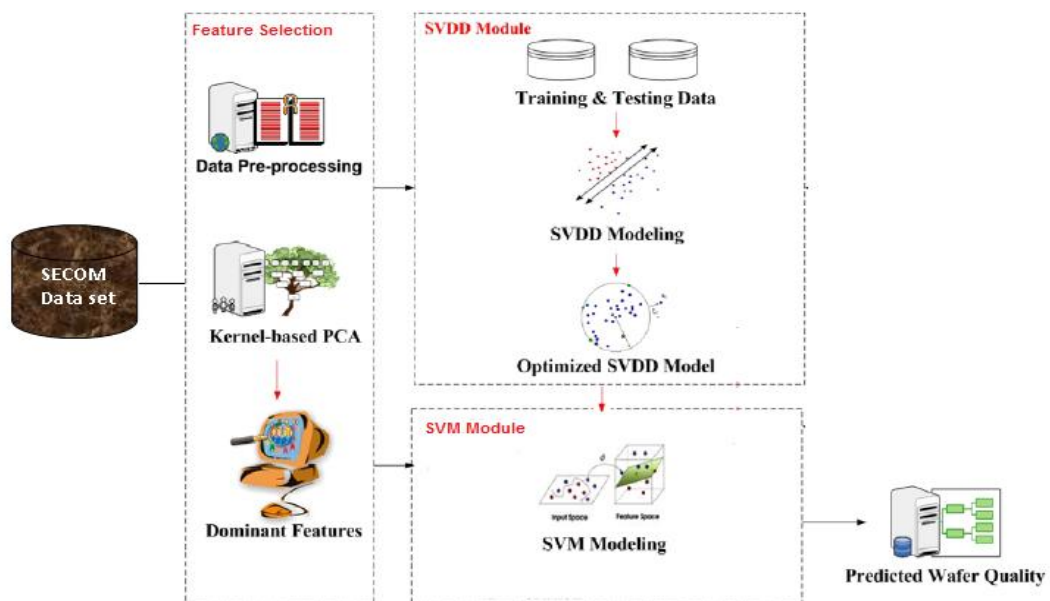 Feature Selection
Data Pre-processing
SECOM
Data set
Kernel-based PCA
Dominant Features
SVDD Module
Training & Testing Data
SVDD Modeling
Optimized SVDD Model
SVM Module
Input Space
Feature Space
SVM Modeling
Predicted Wafer Quality